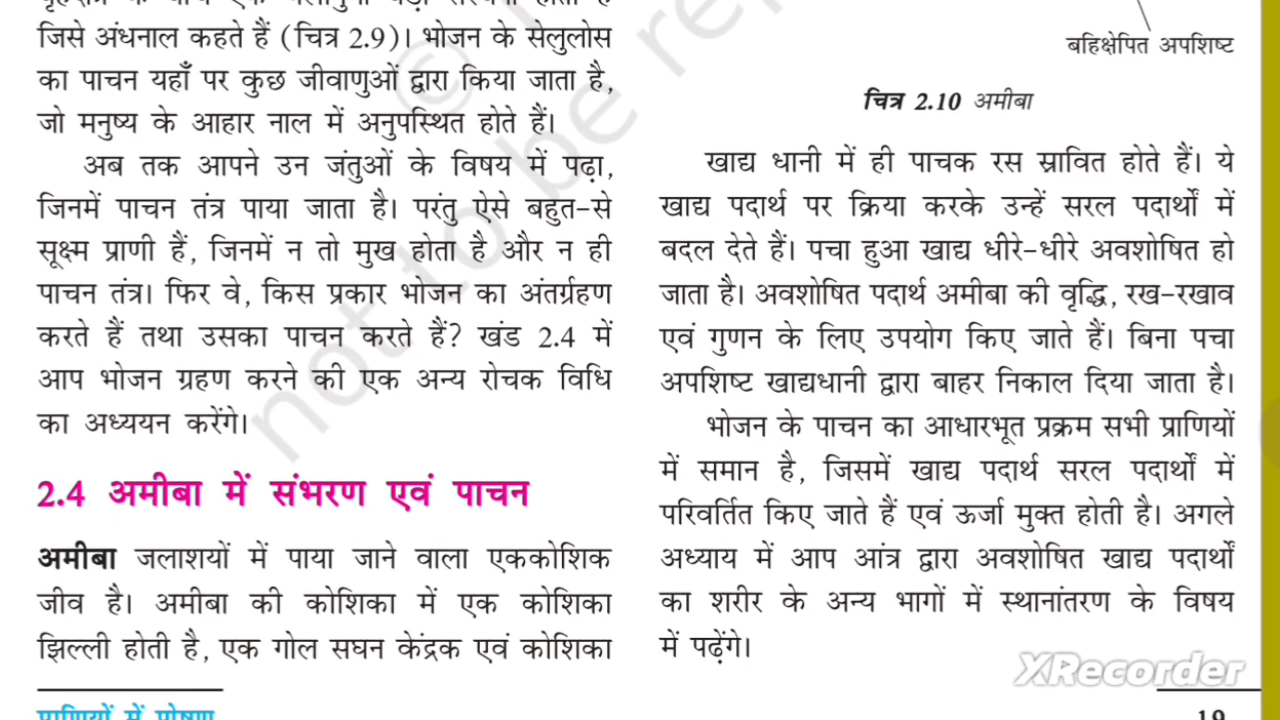 जिसे अंधनाल कहते हैं (चित्र 2.9)। भोजन के सेलुलोस
का पाचन यहाँ पर कुछ जीवाणुओं द्वारा किया जाता है,
जो मनुष्य के आहार नाल में अनुपस्थित होते हैं।
अब तक आपने उन जंतुओं के विषय में पढ़ा,
जिनमें पाचन तंत्र पाया जाता है। परंतु ऐसे बहुत-से
सूक्ष्म प्राणी हैं, जिनमें न तो मुख होता है और न ही
पाचन तंत्र। फिर वे, किस प्रकार भोजन का अंतर्ग्रहण
करते हैं तथा उसका पाचन करते हैं? खंड 2.4 में
आप भोजन ग्रहण करने की एक अन्य रोचक विधि
का अध्ययन करेंगे।
2.4 अमीबा में संभरण एवं पाचन
अमीबा जलाशयों में पाया जाने वाला एककोशिक
जीव है। अमीबा की कोशिका में एक कोशिका
झिल्ली होती है, एक गोल सघन केंद्रक एवं कोशिका
प्राणियों में पोषण
बहिक्षेपित अपशिष्ट
चित्र 2.10 अमीबा
खाद्य धानी में ही पाचक रस स्रावित होते हैं। ये
खाद्य पदार्थ पर क्रिया करके उन्हें सरल पदार्थों में
बदल देते हैं। पचा हुआ खाद्य धीरे-धीरे अवशोषित हो
जाता है। अवशोषित पदार्थ अमीबा की वृद्धि, रख-रखाव
एवं गुणन के लिए उपयोग किए जाते हैं। बिना पचा
अपशिष्ट खाद्यधानी द्वारा बाहर निकाल दिया जाता है।
भोजन के पाचन का आधारभूत प्रक्रम सभी प्राणियों
में समान है, जिसमें खाद्य पदार्थ सरल पदार्थों में
परिवर्तित किए जाते हैं एवं ऊर्जा मुक्त होती है। अगले
अध्याय में आप आंत्र द्वारा अवशोषित खाद्य पदार्थों
का शरीर के अन्य भागों में स्थानांतरण के विषय
में पढ़ेंगे।
XRecorder
19
not to be re